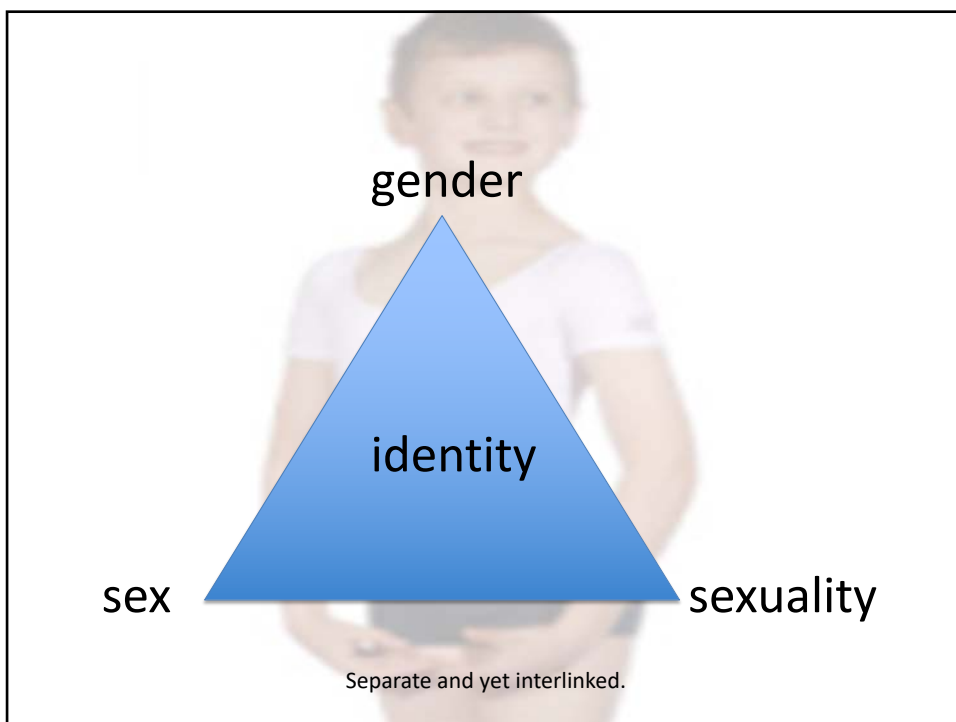 gender
identity
sex sexuality
Separate and yet interlinked.